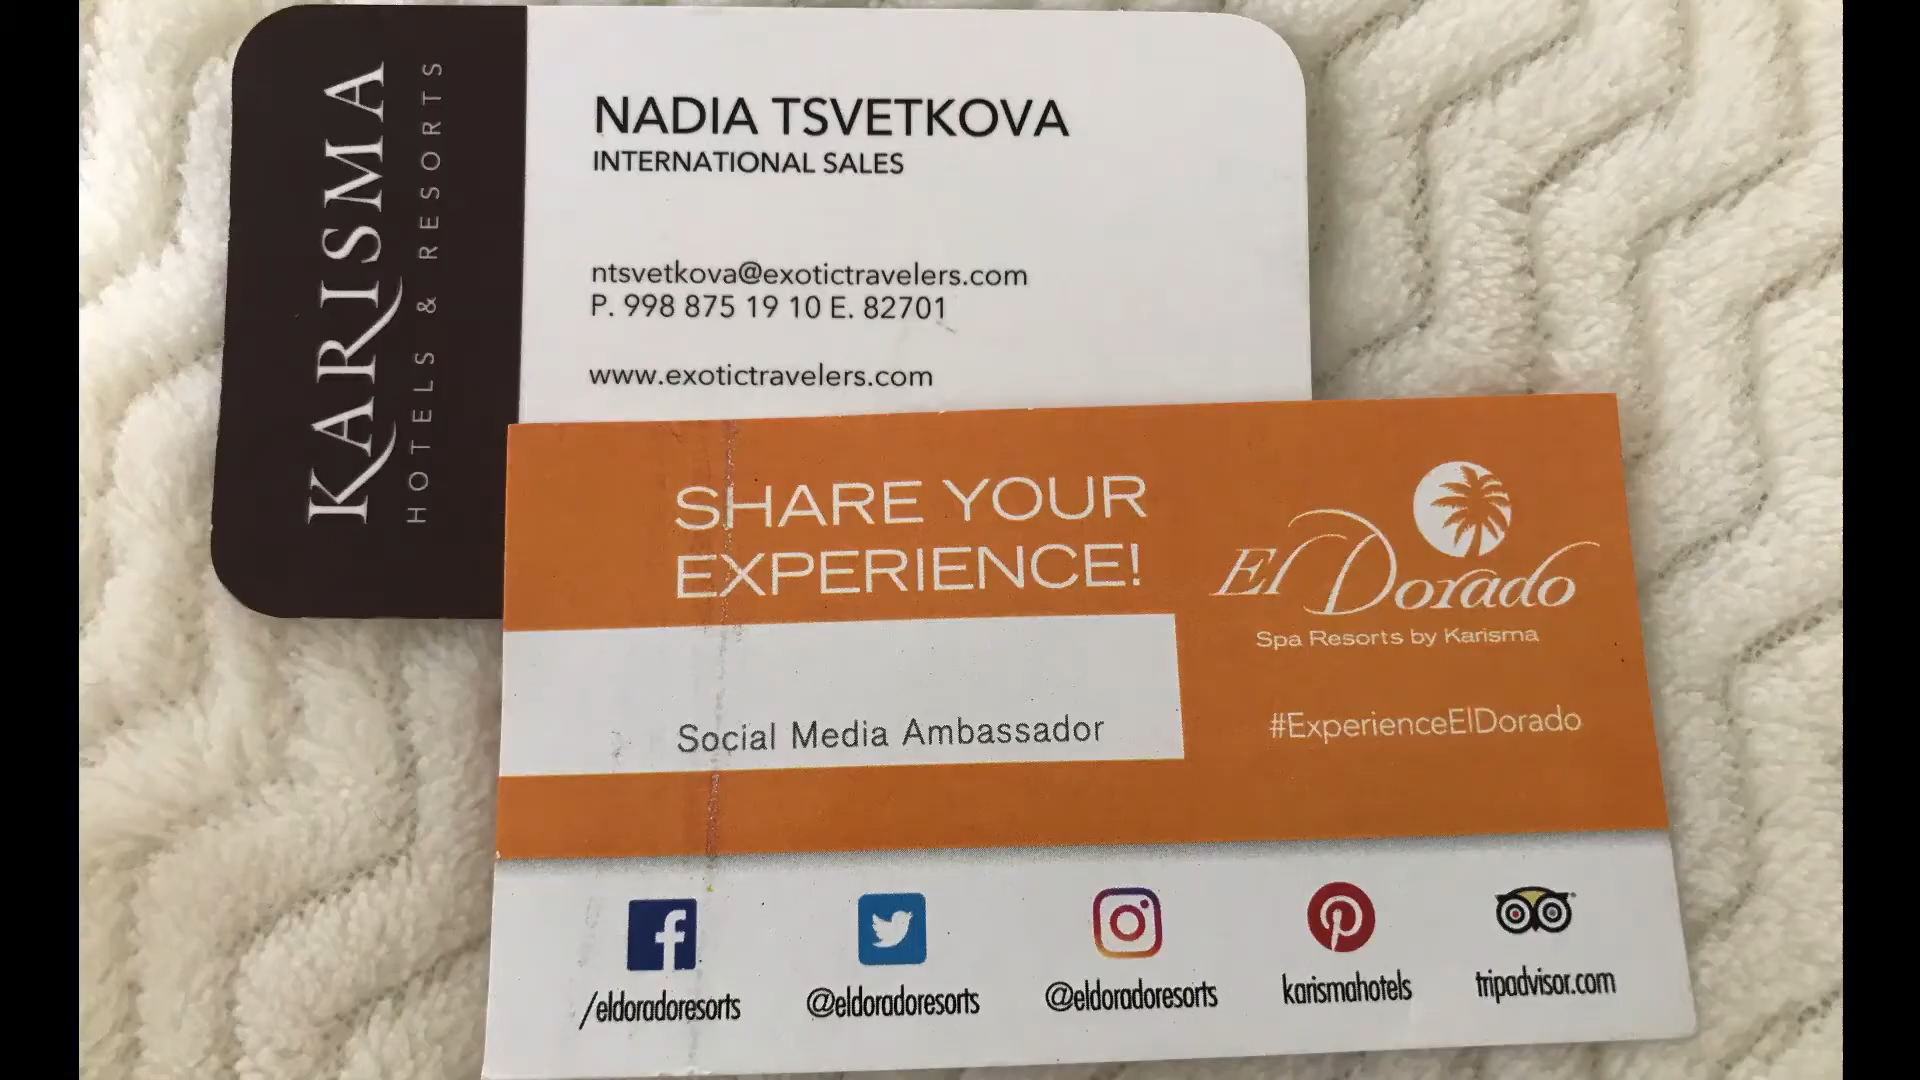 KARISMA
HOTELS & RESORTS
NADIA TSVETKOVA
INTERNATIONAL SALES
ntsvetkova@exotictravelers.com
P. 998 875 19 10 E. 82701
www.exotictravelers.com
SHARE YOUR
EXPERIENCE!
Social Media Ambassador
El Dorado
Spa Resorts by Karisma
#ExperienceElDorado
/eldoradoresorts
@eldoradoresorts
@eldoradoresorts
karismahotels
tripadvisor.com